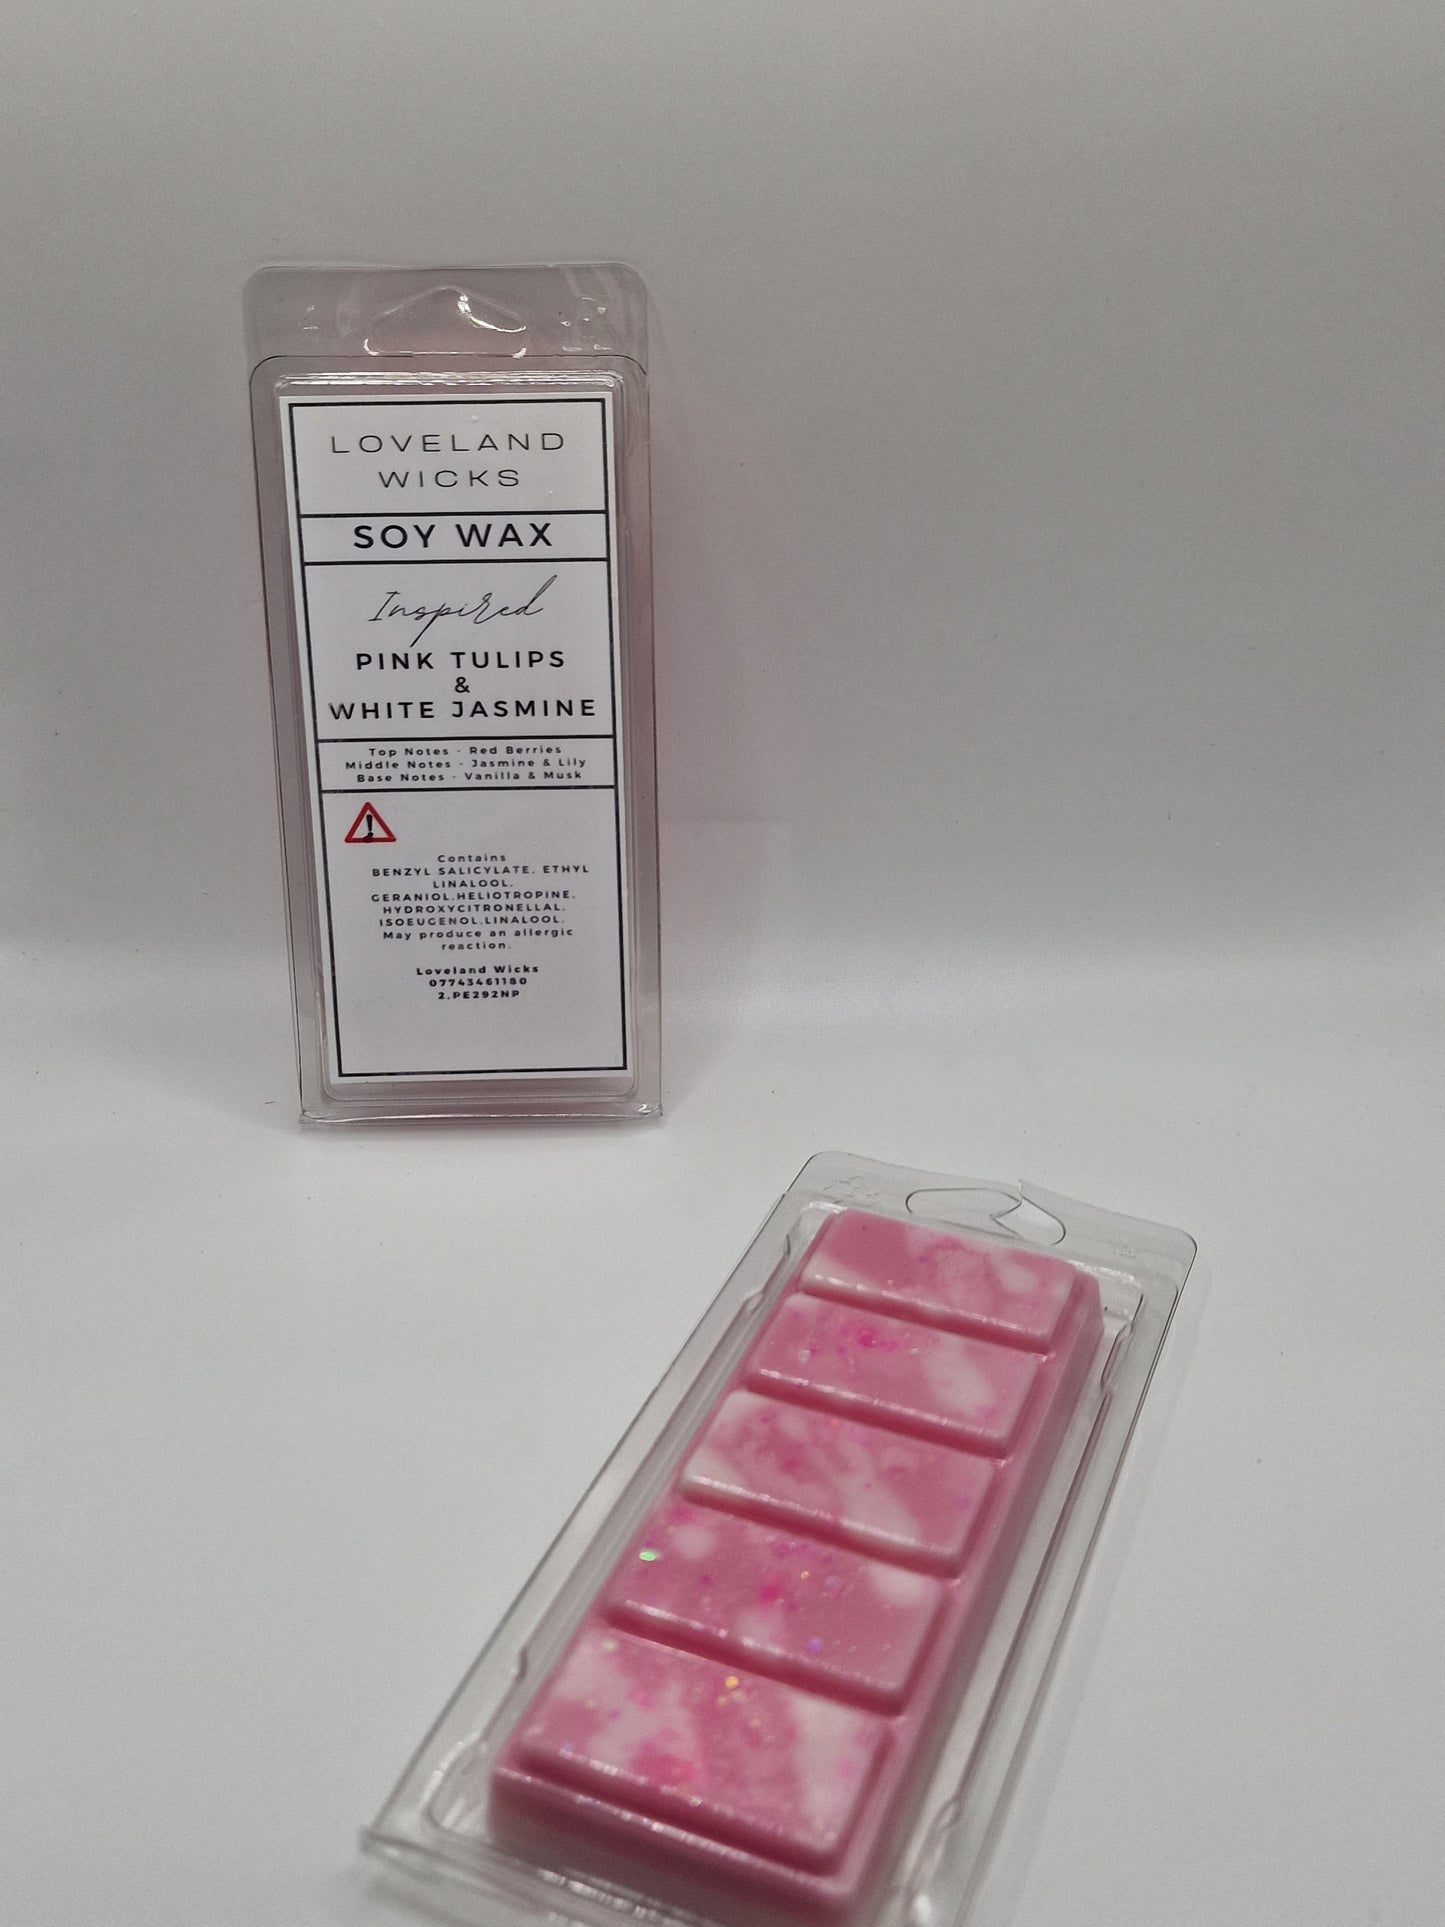 LOVELAND
WICKS
SOY WAX
Inspired
PINK TULIPS
&
WHITE JASMINE
Top Notes - Red Berries
Middle Notes - Jasmine & Lily
Base Notes - Vanilla & Musk
Contains
BENZYL SALICYLATE. ETHYL
LINALOOL.
GERANIOL.HELIOTROPINE.
HYDROXYCITRONELLAL.
ISOEUGENOL.LINALOOL.
May produce an allergic
reaction.
Loveland Wicks
07743461180
2,PE292NP